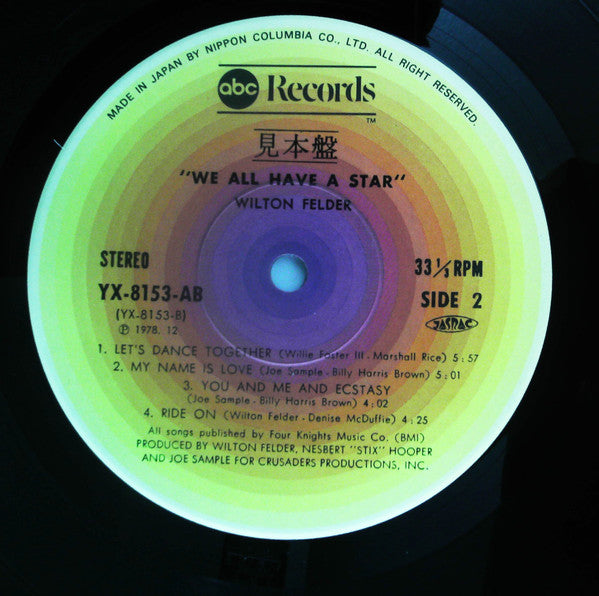 MADE IN JAPAN BY NIPPON COLUMBIA CO., LTD. ALL RIGHT RESERVED.
abc Records
TM
見本盤
"WE ALL HAVE A STAR"
WILTON FELDER
STEREO
33 1/3 RPM
YX-8153-AB
SIDE 2
(YX-8153-B)
JASRAC
℗ 1978. 12
1. LET'S DANCE TOGETHER (Willie Foster III - Marshall Rice) 5:57
2. MY NAME IS LOVE (Joe Sample - Billy Harris Brown) 5:01
3. YOU AND ME AND ECSTASY
(Joe Sample - Billy Harris Brown) 4:02
4. RIDE ON (Wilton Felder - Denise McDuffie) 4:25
All songs published by Four Knights Music Co. (BMI)
PRODUCED BY WILTON FELDER, NESBERT "STIX" HOOPER
AND JOE SAMPLE FOR CRUSADERS PRODUCTIONS, INC.